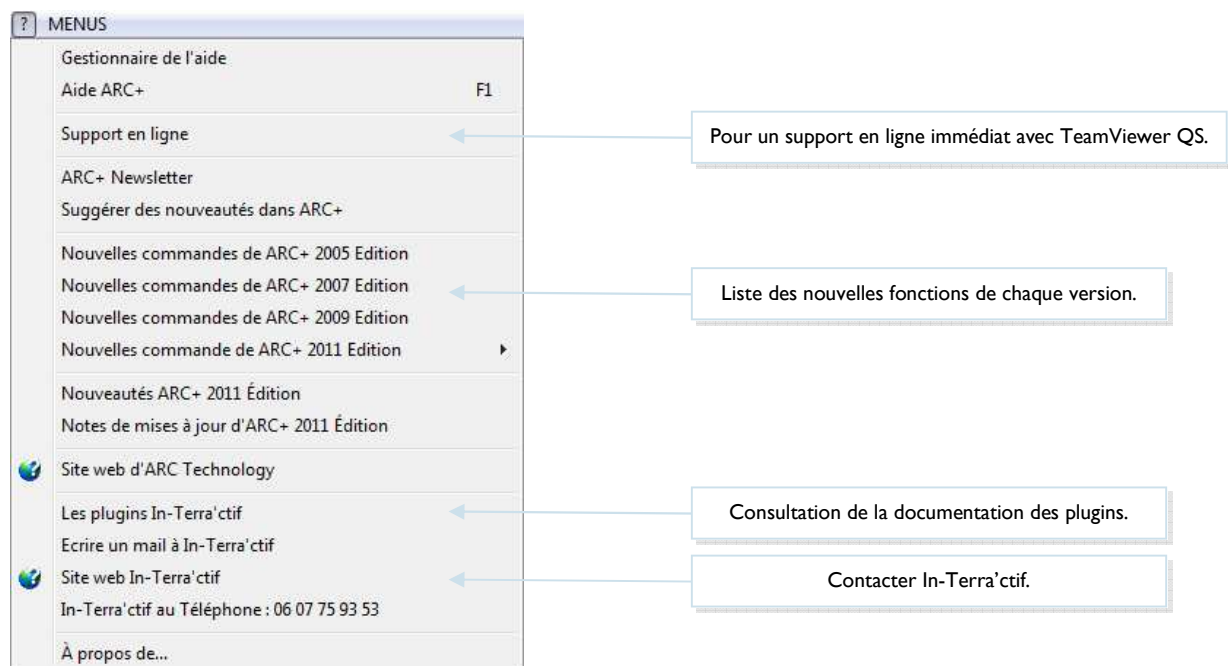 ? MENUS
Gestionnaire de l'aide
Aide ARC+ F1
Support en ligne
Pour un support en ligne immédiat avec TeamViewer QS.
ARC+ Newsletter
Suggérer des nouveautés dans ARC+
Nouvelles commandes de ARC+ 2005 Edition
Nouvelles commandes de ARC+ 2007 Edition
Liste des nouvelles fonctions de chaque version.
Nouvelles commandes de ARC+ 2009 Edition
Nouvelles commande de ARC+ 2011 Edition
Nouveautés ARC+ 2011 Édition
Notes de mises à jour d'ARC+ 2011 Édition
Site web d'ARC Technology
Les plugins In-Terra'ctif
Consultation de la documentation des plugins.
Ecrire un mail à In-Terra'ctif
Site web In-Terra'ctif
Contacter In-Terra’ctif.
In-Terra'ctif au Téléphone : 06 07 75 93 53
À propos de...